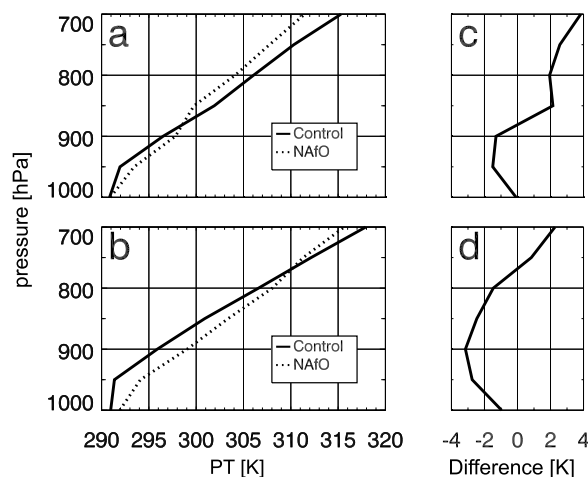 700
a
c
800
900
Control
NAfO
1000
pressure [hPa]
700
b
d
800
900
Control
NAfO
1000
290 295 300 305 310 315 320
-4 -2 0 2 4
PT [K]
Difference [K]